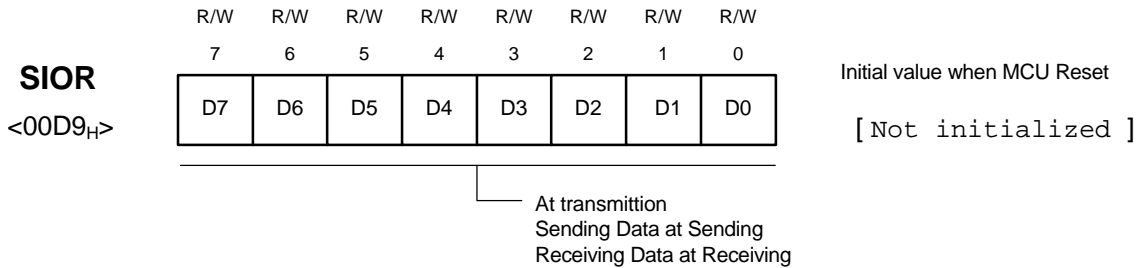 R/W R/W R/W R/W R/W R/W R/W R/W
7 6 5 4 3 2 1 0
SIOR
Initial value when MCU Reset
D7 D6 D5 D4 D3 D2 D1 D0
<00D9H>
[ Not initialized ]
At transmittion
Sending Data at Sending
Receiving Data at Receiving